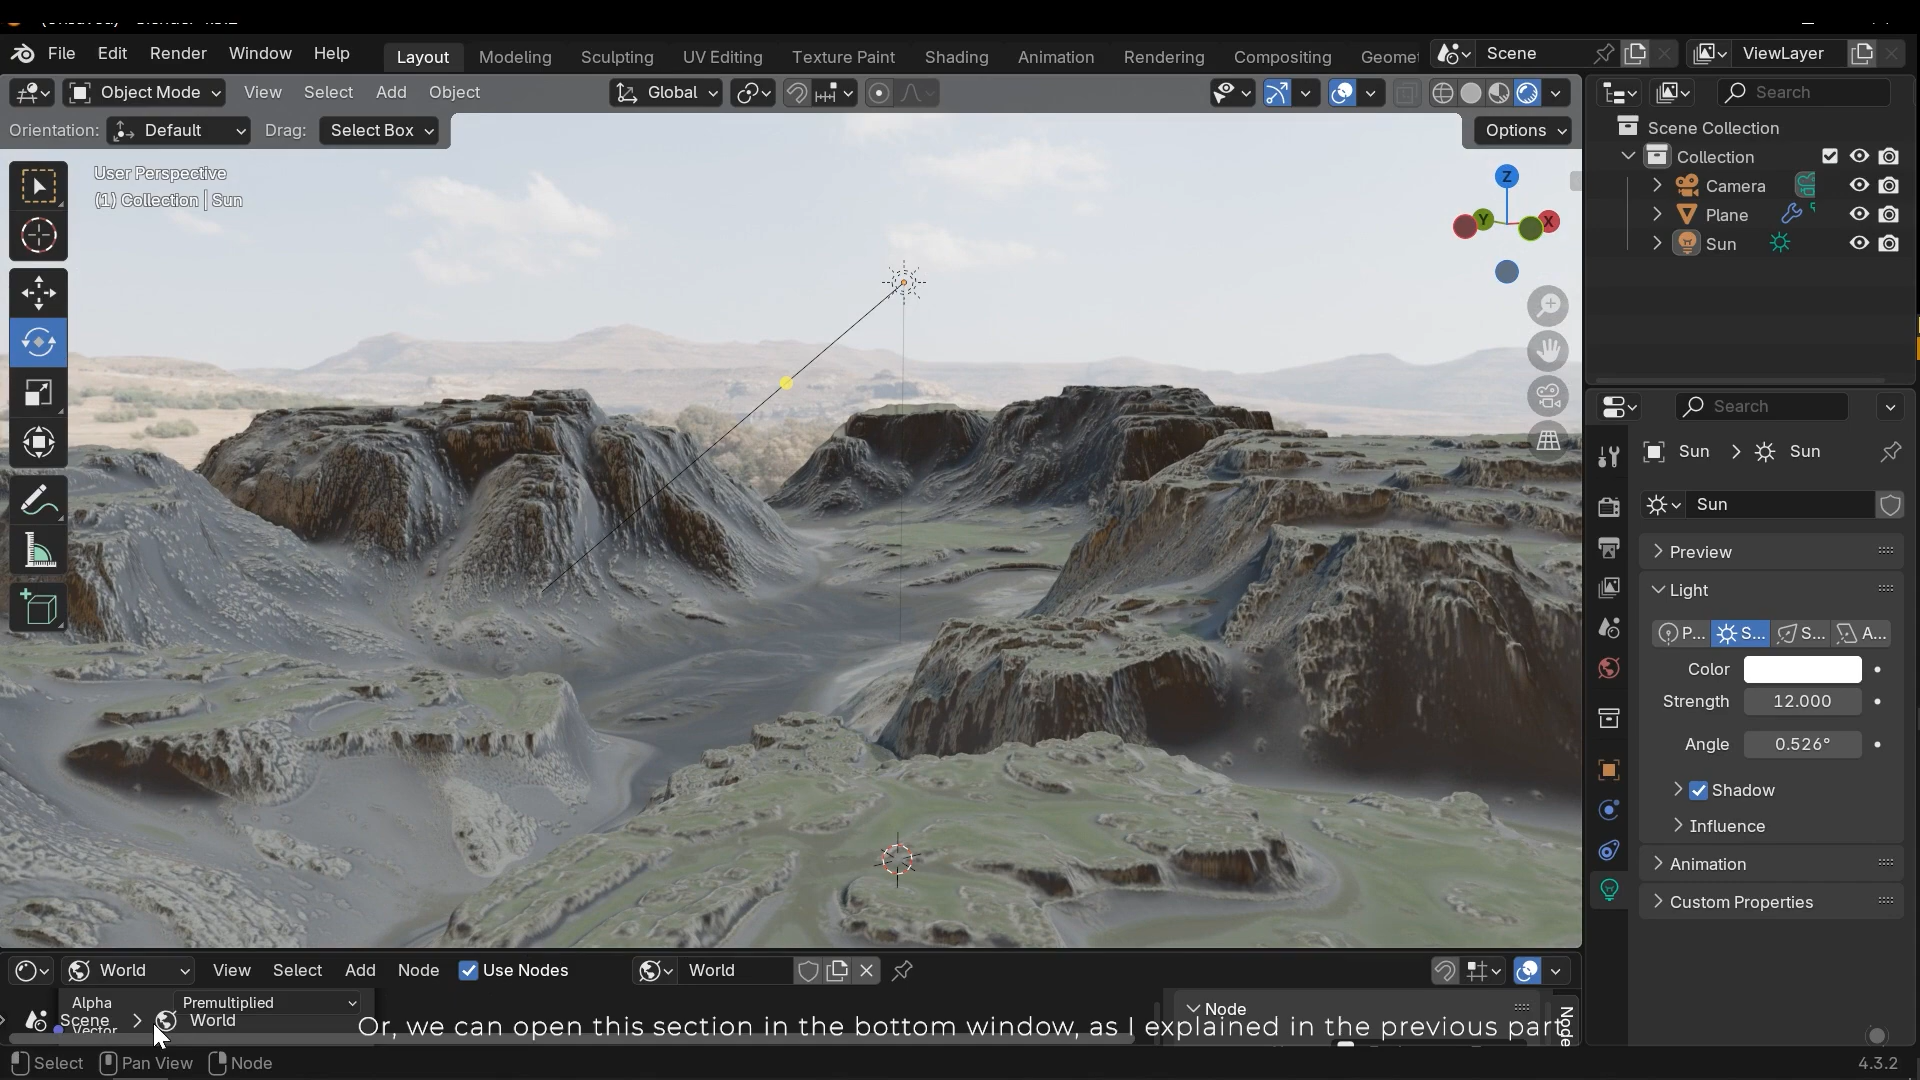 File Edit Render Window Help
Layout Modeling Sculpting UV Editing Texture Paint Shading Animation Rendering Compositing Geomet
Scene
ViewLayer
Object Mode View Select Add Object
Global
Search
Orientation: Default Drag: Select Box
Options
User Perspective
(1) Collection | Sun
Z
Y
X
Scene Collection
Collection
Camera
Plane
Sun
Search
Sun Sun
Sun
Preview
Light
P... S... S... A...
Color
Strength 12.000
Angle 0.526°
Shadow
Influence
Animation
Custom Properties
World View Select Add Node Use Nodes World
Alpha Premultiplied
Scene World
Vector
Node
Node
Or, we can open this section in the bottom window, as I explained in the previous part
Select Pan View Node
4.3.2